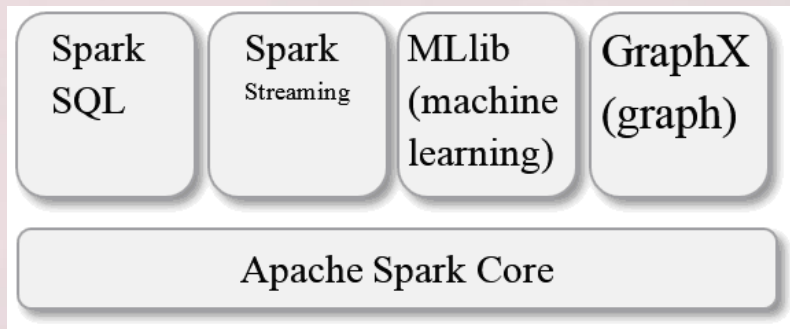 Spark
SQL
Spark
Streaming
MLlib
(machine
learning)
GraphX
(graph)
Apache Spark Core